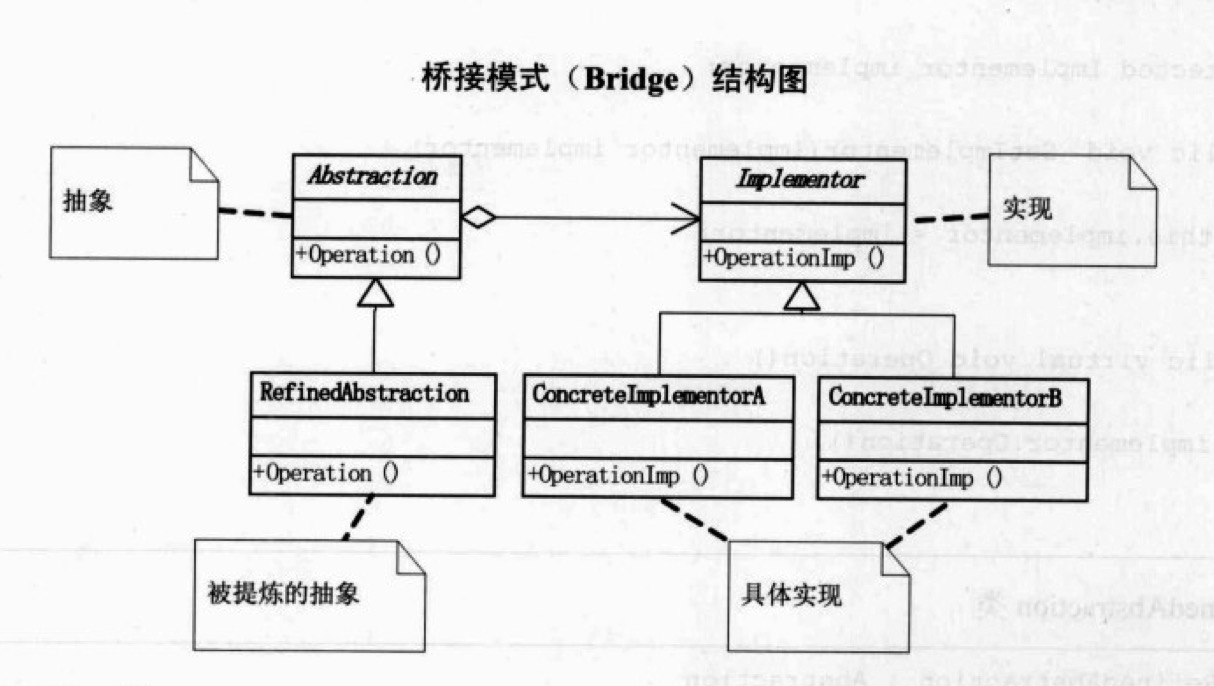 桥接模式（Bridge）结构图
抽象
Abstraction
+Operation ()
Implementor
+OperationImp ()
实现
RefinedAbstraction
+Operation ()
ConcreteImplementorA
+OperationImp ()
ConcreteImplementorB
+OperationImp ()
被提炼的抽象
具体实现